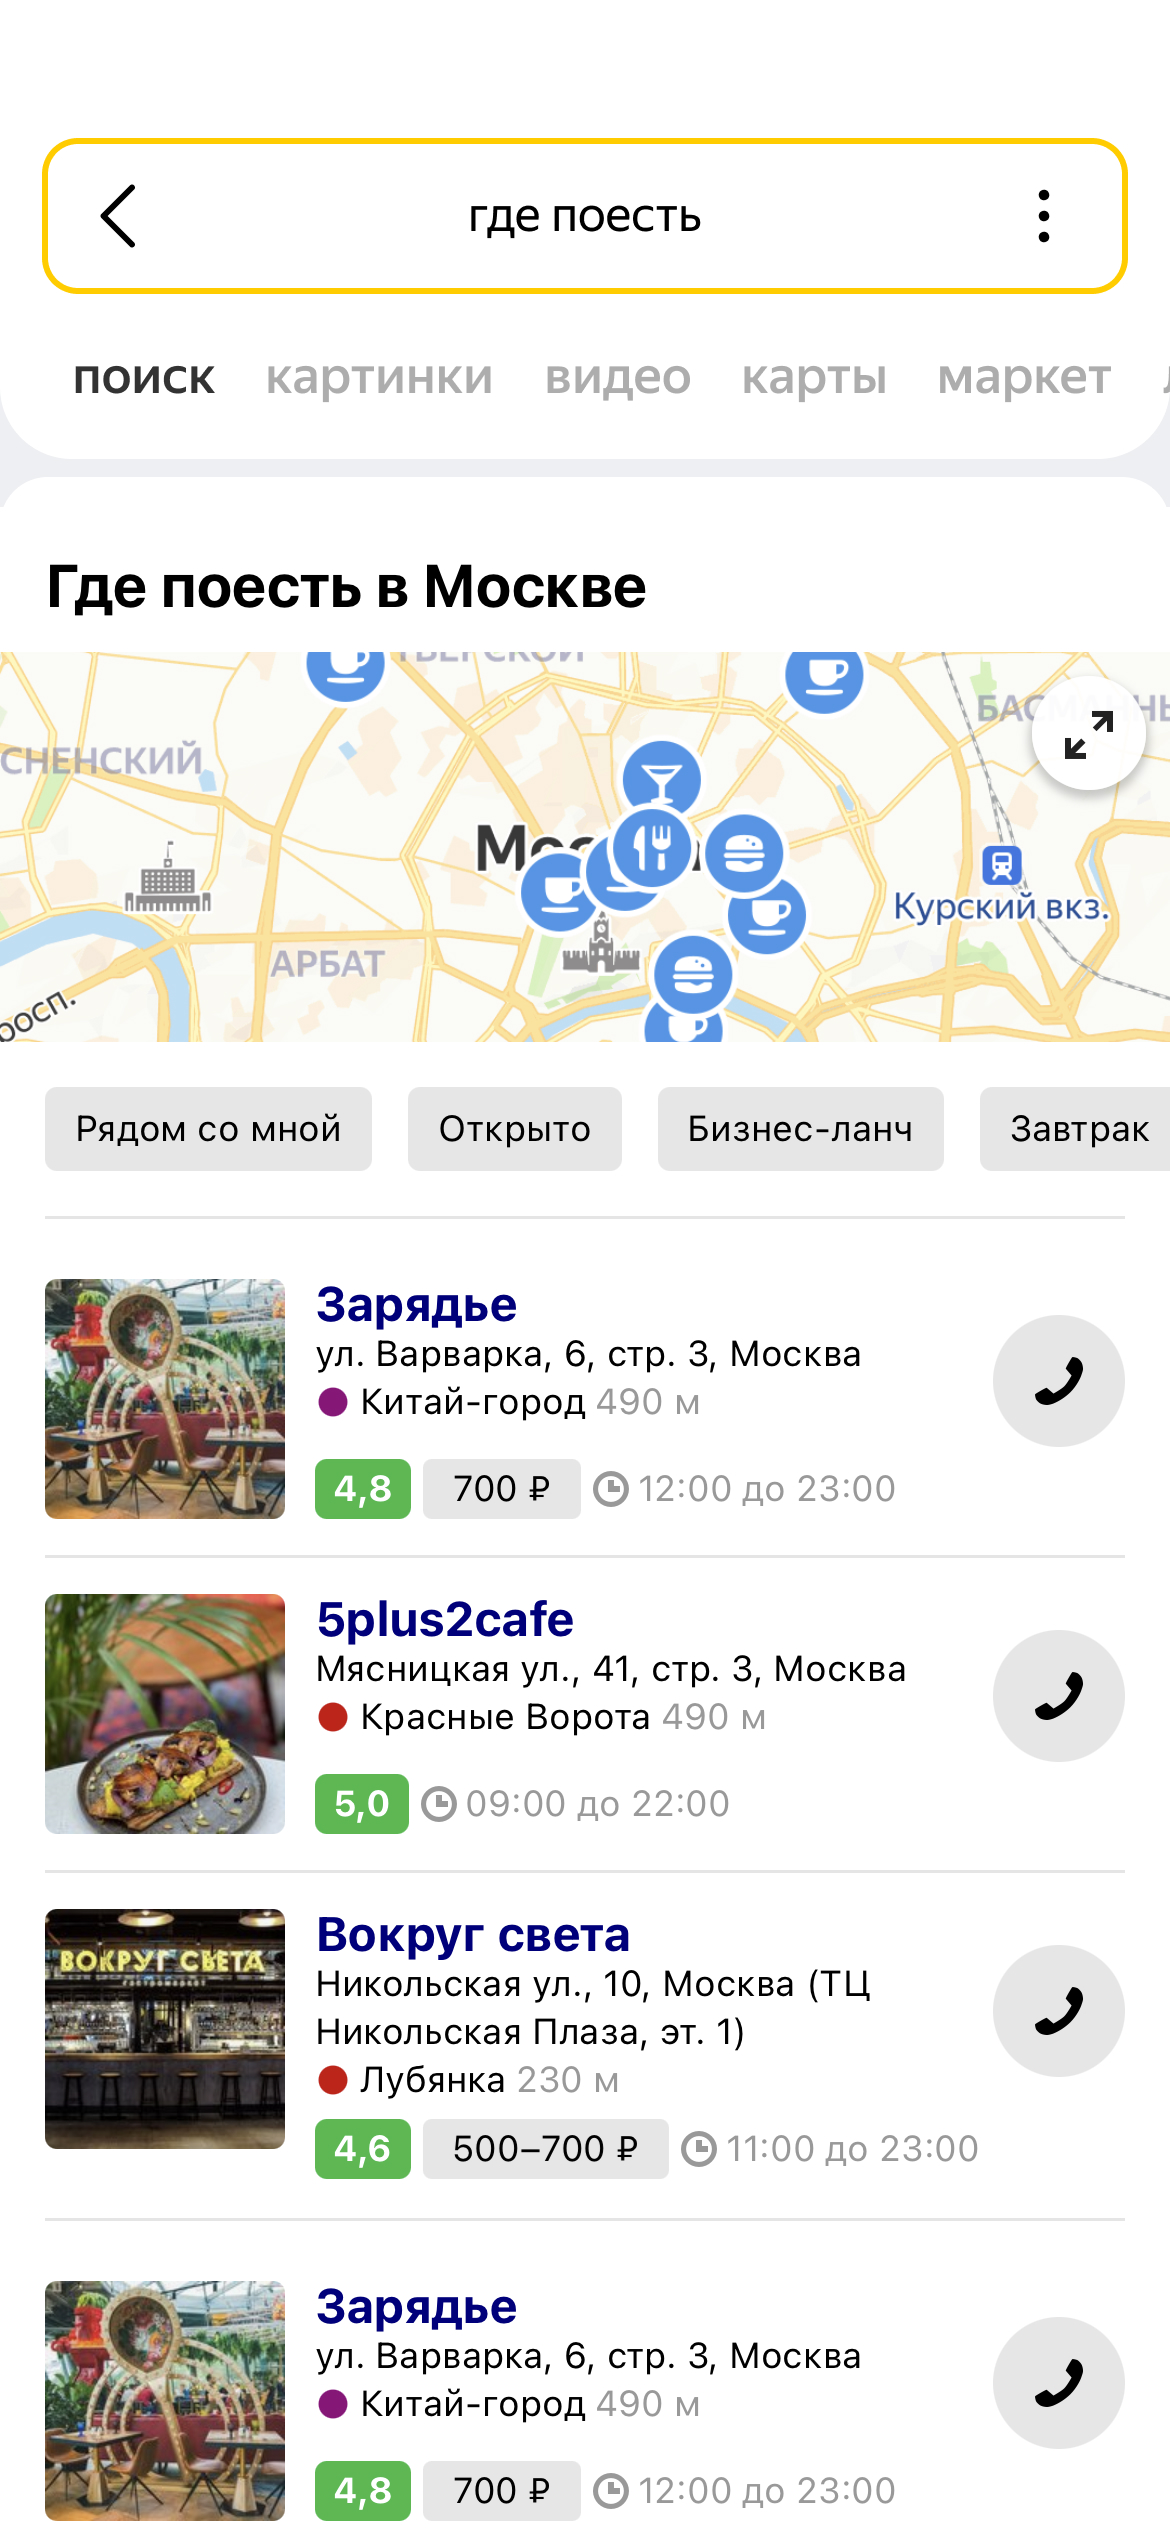 где поесть
поиск картинки видео карты маркет
Где поесть в Москве
СНЕНСКИЙ
Курский вкз.
АРБАТ
Рядом со мной Открыто Бизнес-ланч Завтрак
Зарядье
ул. Варварка, 6, стр. 3, Москва
Китай-город 490 м
4,8 700 ₽ 12:00 до 23:00
5plus2cafe
Мясницкая ул., 41, стр. 3, Москва
Красные Ворота 490 м
5,0 09:00 до 22:00
Вокруг света
ВОКРУГ СВЕТА
Никольская ул., 10, Москва (ТЦ
Никольская Плаза, эт. 1)
Лубянка 230 м
4,6 500–700 ₽ 11:00 до 23:00
Зарядье
ул. Варварка, 6, стр. 3, Москва
Китай-город 490 м
4,8 700 ₽ 12:00 до 23:00